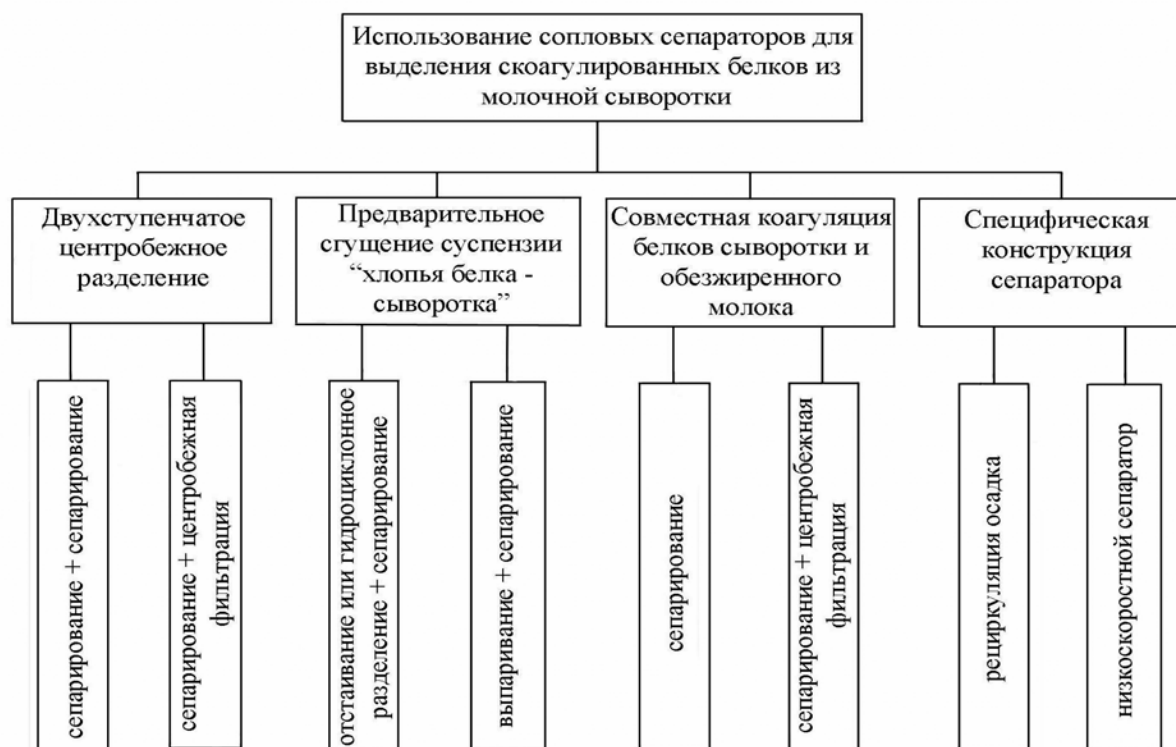 Использование сопловых сепараторов для
выделения скоагулированных белков из
молочной сыворотки
Двухступенчатое
центробежное
разделение
Предварительное
сгущение суспензии
“хлопья белка -
сыворотка”
Совместная коагуляция
белков сыворотки и
обезжиренного
молока
Специфическая
конструкция
сепаратора
сепарирование + сепарирование
сепарирование + центробежная
фильтрация
отстаивание или гидроциклонное
разделение + сепарирование
выпаривание + сепарирование
сепарирование
сепарирование + центробежная
фильтрация
рециркуляция осадка
низкоскоростной сепаратор